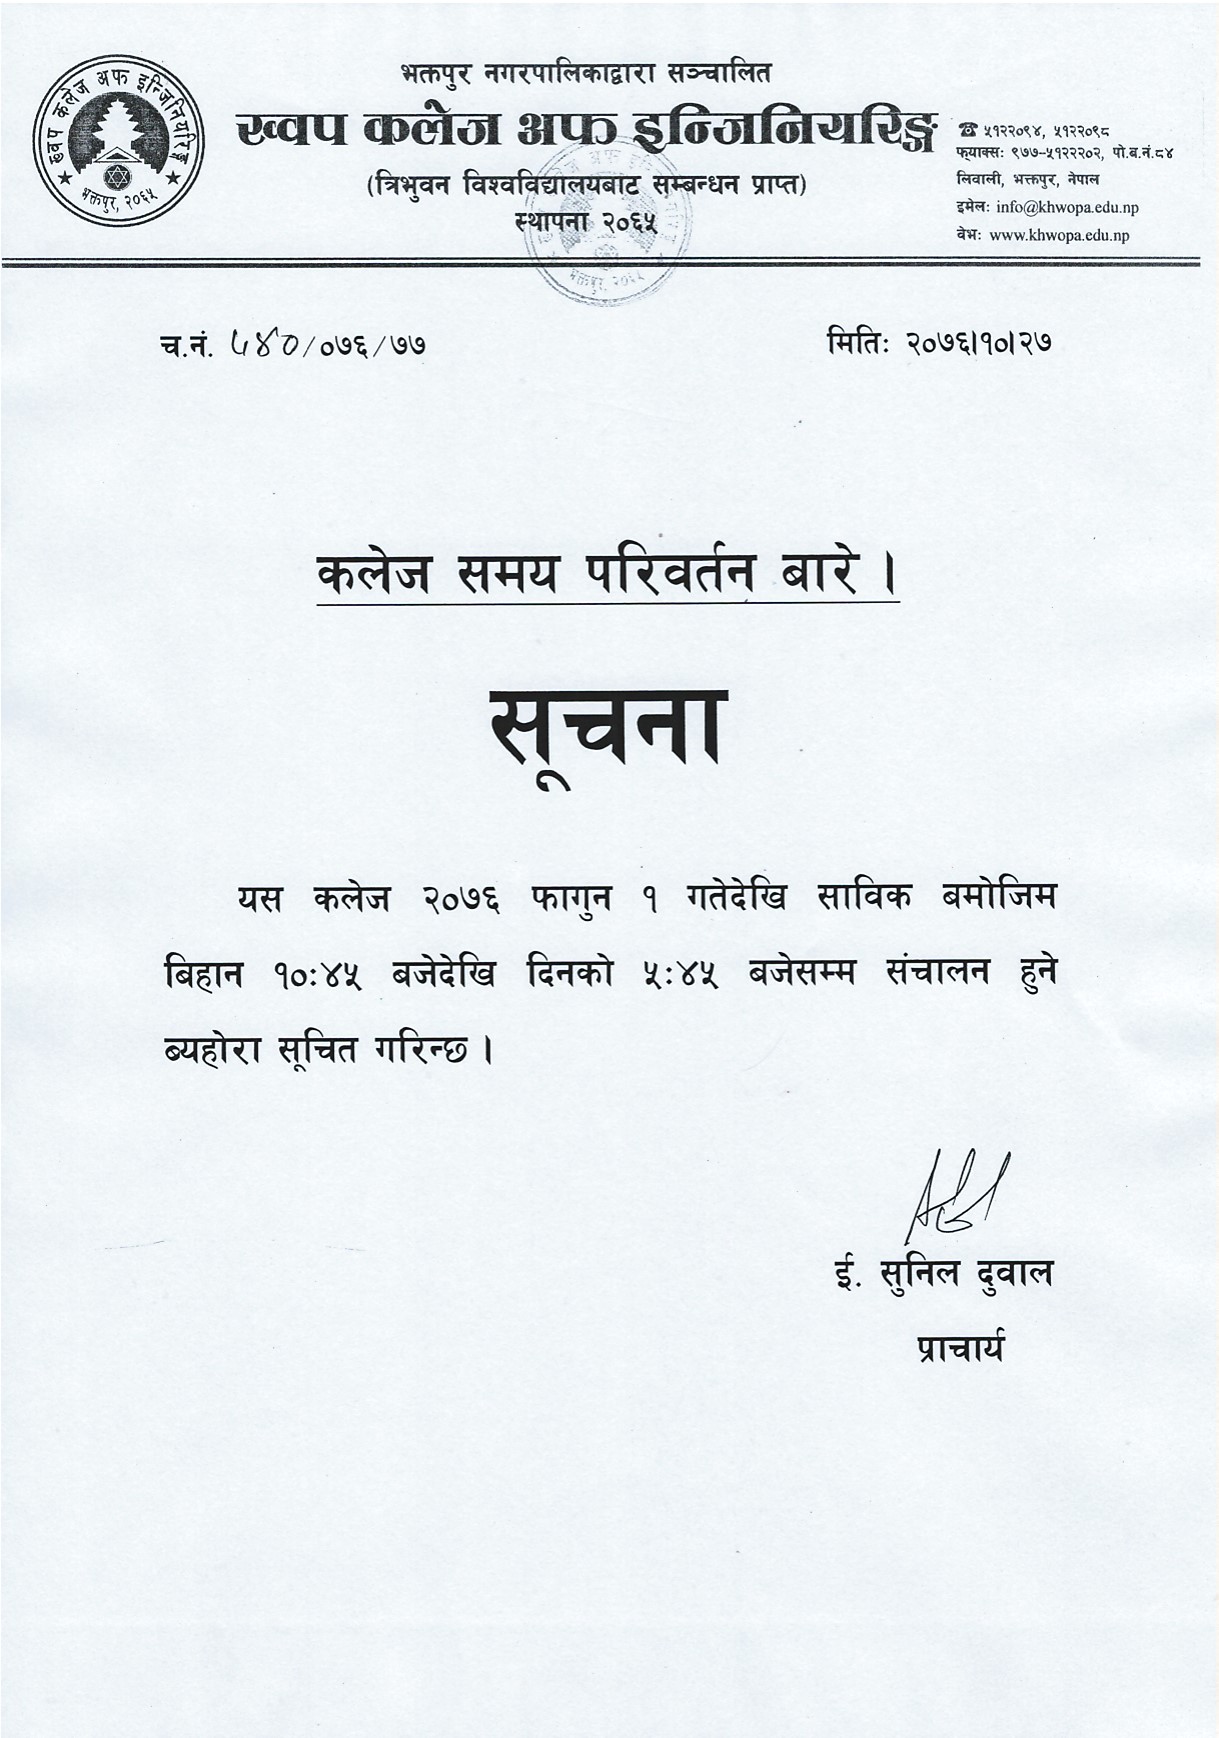 ख्वप कलेज अफ इन्जिनियरिङ्ग
भक्तपुर, २०६५
भक्तपुर नगरपालिकाद्वारा सञ्चालित
ख्वप कलेज अफ इन्जिनियरिङ्ग
(त्रिभुवन विश्वविद्यालयबाट सम्बन्धन प्राप्त)
स्थापना २०६५
भक्तपुर, २०६५
☎ ५१२२०९४, ५१२२०९८
फ्याक्सः ९७७-५१२२२०२, पो.ब.नं.८४
लिवाली, भक्तपुर, नेपाल
इमेलः info@khwopa.edu.np
वेभः www.khwopa.edu.np
च.नं. ५४०/०७६/७७
मितिः २०७६।१०।२७
कलेज समय परिवर्तन बारे ।
सूचना
यस कलेज २०७६ फागुन १ गतेदेखि साविक बमोजिम
बिहान १०:४५ बजेदेखि दिनको ५:४५ बजेसम्म संचालन हुने
ब्यहोरा सूचित गरिन्छ ।
ई. सुनिल दुवाल
प्राचार्य